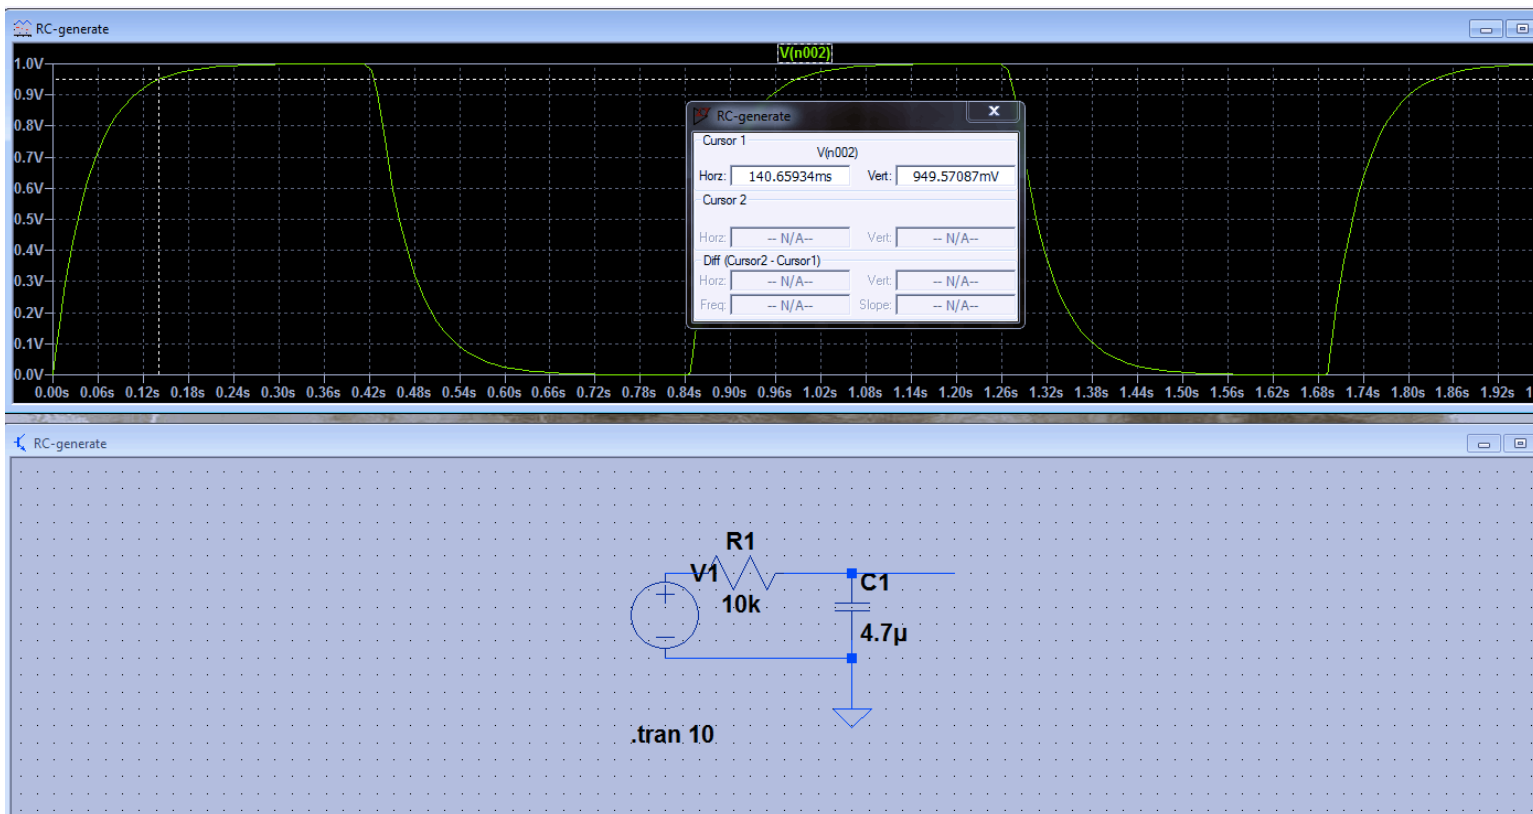 RC-generate
V(n002)
1.0V
0.9V
0.8V
0.7V
0.6V
0.5V
0.4V
0.3V
0.2V
0.1V
0.0V
0.00s 0.06s 0.12s 0.18s 0.24s 0.30s 0.36s 0.42s 0.48s 0.54s 0.60s 0.66s 0.72s 0.78s 0.84s 0.90s 0.96s 1.02s 1.08s 1.14s 1.20s 1.26s 1.32s 1.38s 1.44s 1.50s 1.56s 1.62s 1.68s 1.74s 1.80s 1.86s 1.92s 1
RC-generate
Cursor 1
V(n002)
Horz: 140.65934ms Vert: 949.57087mV
Cursor 2
Horz: -- N/A-- Vert: -- N/A--
Diff (Cursor2 - Cursor1)
Horz: -- N/A-- Vert: -- N/A--
Freq: -- N/A-- Slope: -- N/A--
RC-generate
R1
V1
C1
10k
4.7µ
.tran 10